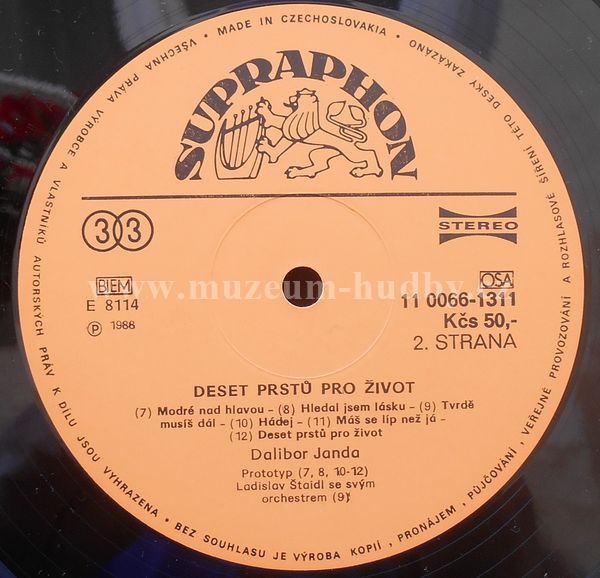 VŠECHNA PRÁVA VÝROBCE A VLASTNÍKŮ AUTORSKÝCH PRÁV K DÍLU JSOU VYHRAZENA • BEZ SOUHLASU JE VÝROBA KOPIÍ, PRONÁJEM, PŮJČOVÁNÍ, VEŘEJNÉ PROVOZOVÁNÍ A ROZHLASOVÉ ŠÍŘENÍ TÉTO DESKY ZAKÁZÁNO • MADE IN CZECHOSLOVAKIA •
SUPRAPHON
33
STEREO
BIEM
OSA
www.muzeum-hudby.cz
E 8114
11 0066-1311
Ⓟ 1988
Kčs 50,-
2. STRANA
DESET PRSTŮ PRO ŽIVOT
(7) Modré nad hlavou - (8) Hledal jsem lásku - (9) Tvrdě
musíš dál - (10) Hádej - (11) Máš se líp než já -
(12) Deset prstů pro život
Dalibor Janda
Prototyp (7, 8, 10-12)
Ladislav Štaidl se svým
orchestrem (9)